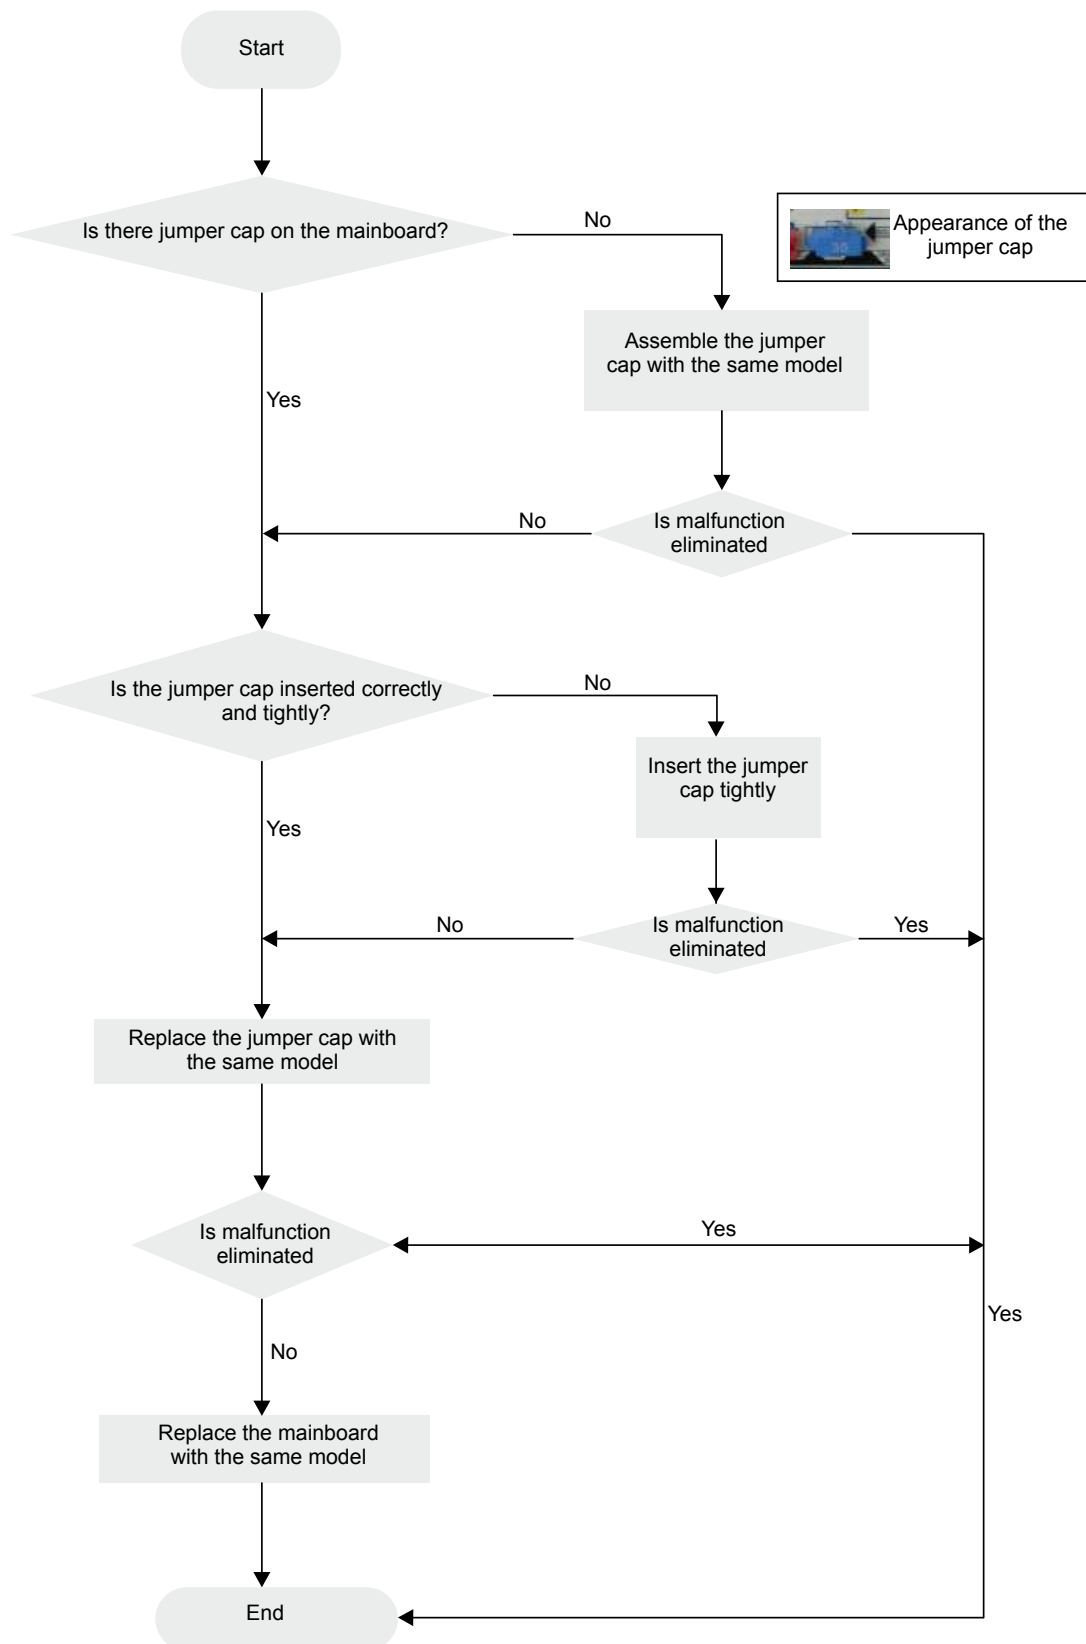 Start
Is there jumper cap on the mainboard?
No
Appearance of the
jumper cap
Assemble the jumper
cap with the same model
Yes
No
Is malfunction
eliminated
Is the jumper cap inserted correctly
and tightly?
No
Insert the jumper
cap tightly
Yes
No
Is malfunction
eliminated
Yes
Replace the jumper cap with
the same model
Is malfunction
eliminated
Yes
Yes
No
Replace the mainboard
with the same model
End